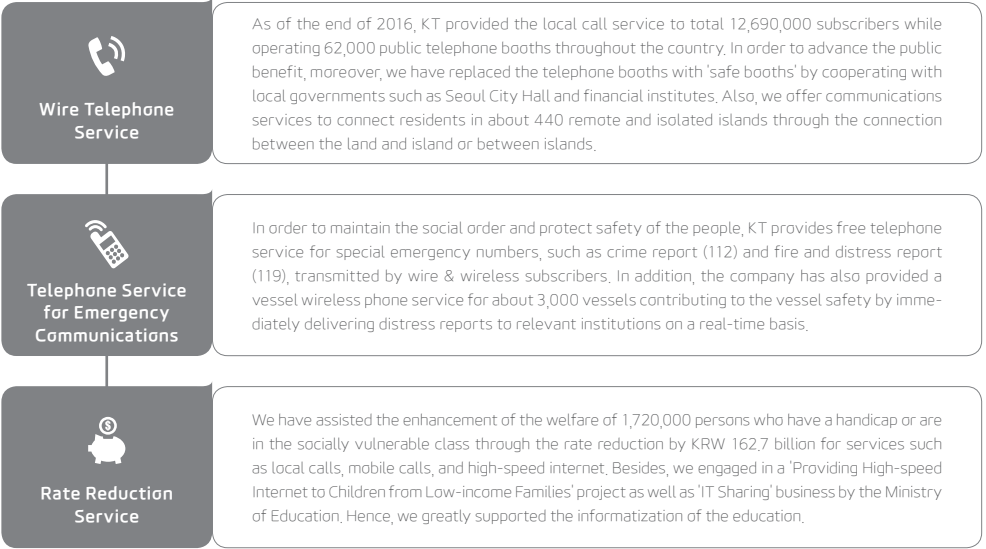 Wire Telephone
Service
As of the end of 2016, KT provided the local call service to total 12,690,000 subscribers while
operating 62,000 public telephone booths throughout the country. In order to advance the public
benefit, moreover, we have replaced the telephone booths with 'safe booths' by cooperating with
local governments such as Seoul City Hall and financial institutes. Also, we offer communications
services to connect residents in about 440 remote and isolated islands through the connection
between the land and island or between islands.
Telephone Service
for Emergency
Communications
In order to maintain the social order and protect safety of the people, KT provides free telephone
service for special emergency numbers, such as crime report (112) and fire and distress report
(119), transmitted by wire & wireless subscribers. In addition, the company has also provided a
vessel wireless phone service for about 3,000 vessels contributing to the vessel safety by imme-
diately delivering distress reports to relevant institutions on a real-time basis.
$
Rate Reduction
Service
We have assisted the enhancement of the welfare of 1,720,000 persons who have a handicap or are
in the socially vulnerable class through the rate reduction by KRW 162.7 billion for services such
as local calls, mobile calls, and high-speed internet. Besides, we engaged in a 'Providing High-speed
Internet to Children from Low-income Families' project as well as 'IT Sharing' business by the Ministry
of Education. Hence, we greatly supported the informatization of the education.